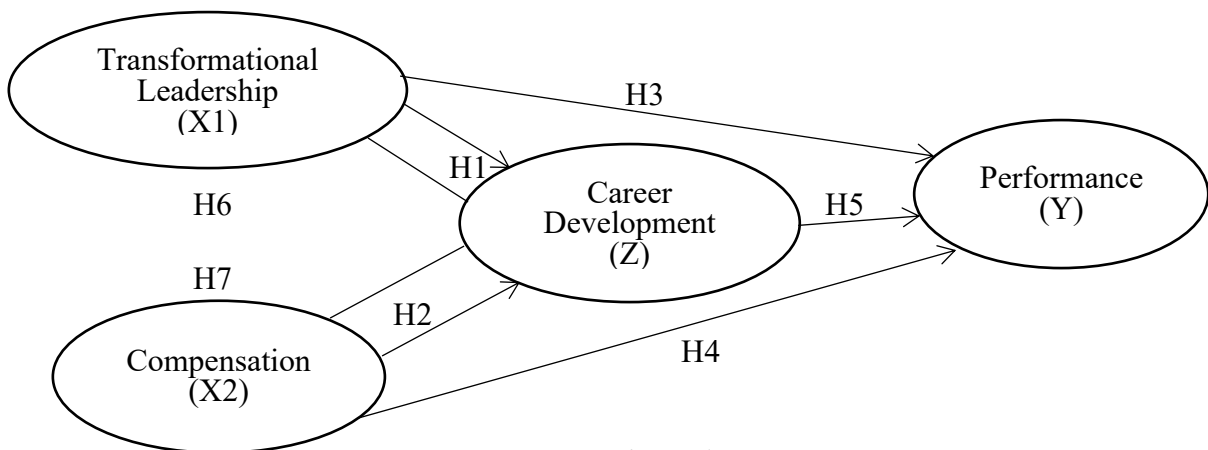 Transformational
Leadership
(X1)
H3
H1
Career
Development
(Z)
Performance
(Y)
H5
H6
H7
H2
H4
Compensation
(X2)